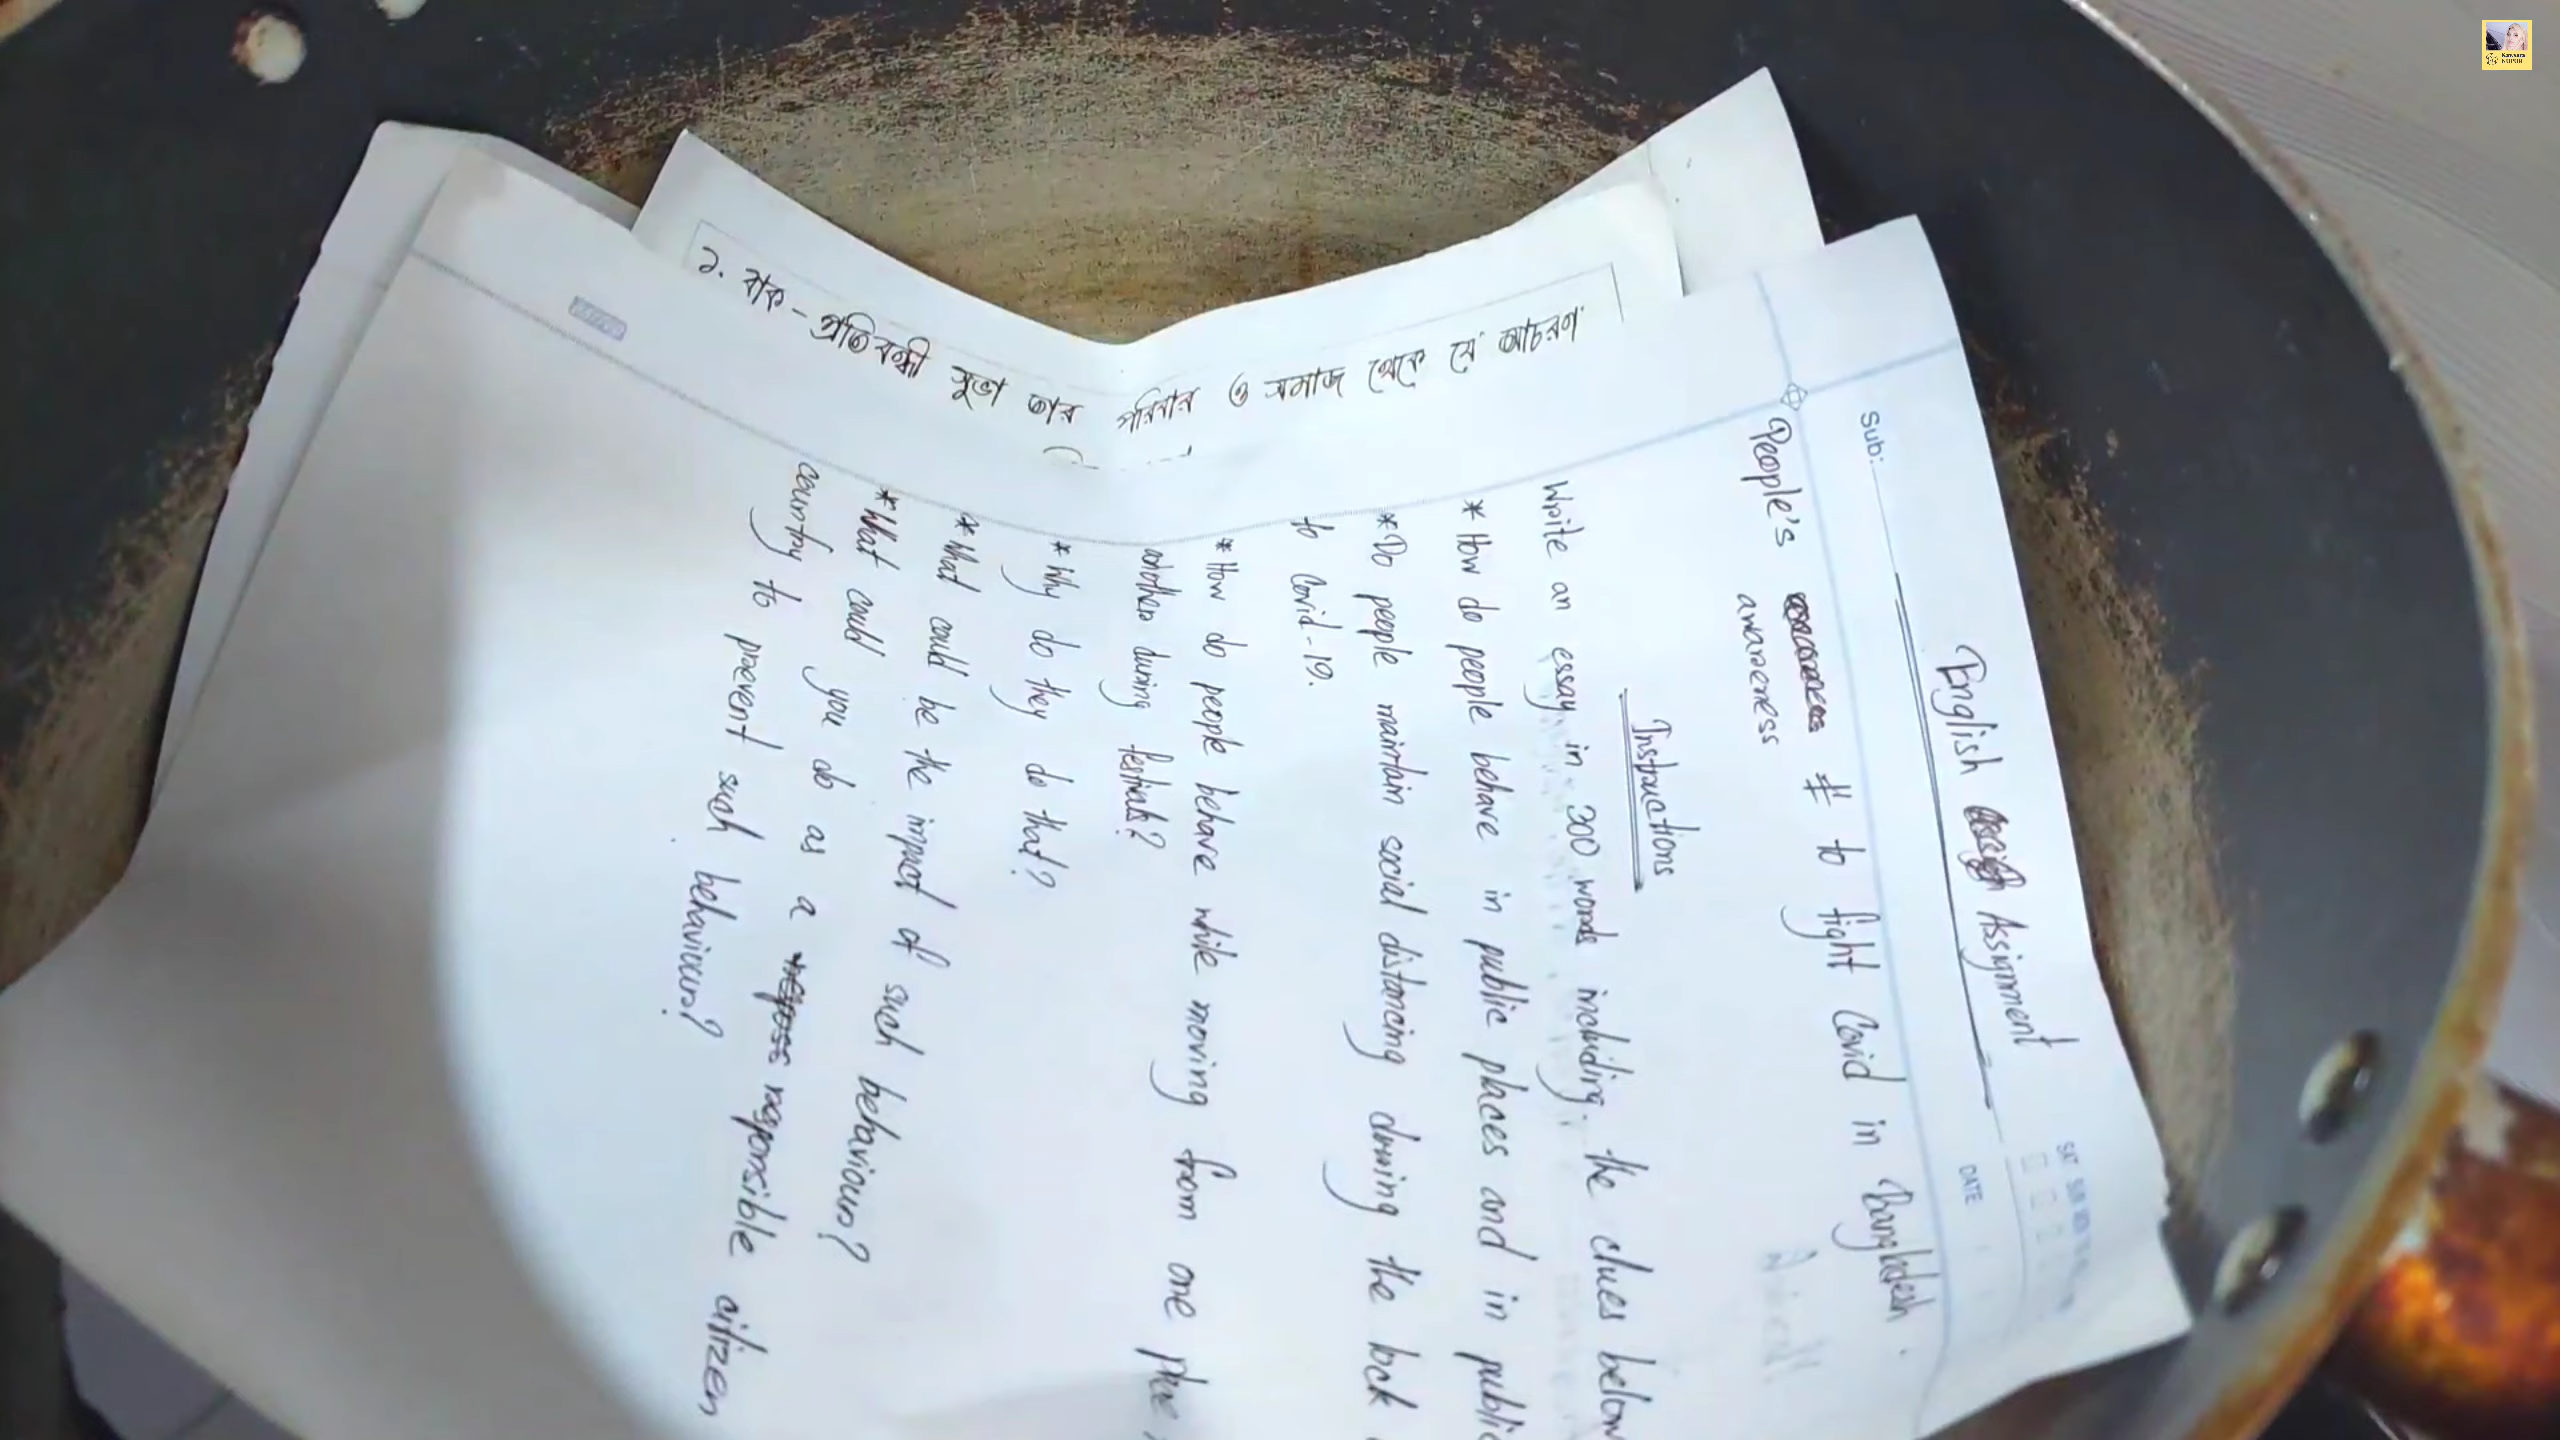 ১. বাক-প্রতিবন্ধী সুভা তার পরিবার ও সমাজ থেকে যে আচরণ
Sub:
English Assignment
SAT SUN
DATE
People's awareness to fight Covid in Bangladesh.
Instructions
Write an essay in 300 words including. the clues below
* How do people behave in public places and in public
* Do people maintain social distancing during the lock
to Covid-19.
* How do people behave while moving from one place
another during festivals?
* Why do they do that?
* What could be the impact of such behaviour?
* What could you do as a responsible citizen
country to prevent such behaviour?